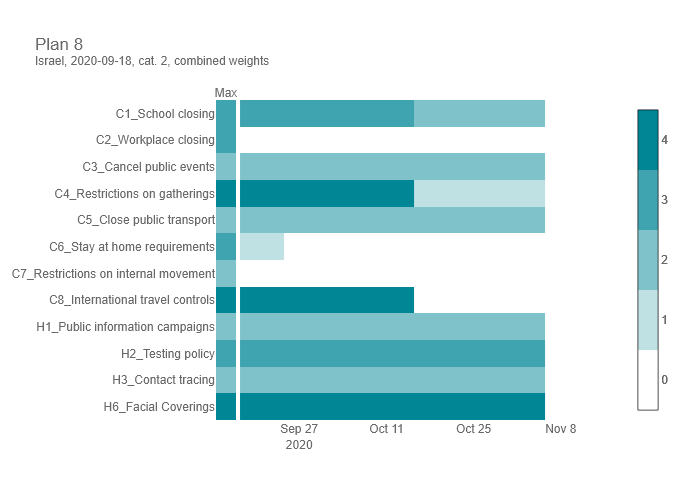 Plan 8
Israel, 2020-09-18, cat. 2, combined weights
Max
C1_School closing
C2_Workplace closing
C3_Cancel public events
C4_Restrictions on gatherings
C5_Close public transport
C6_Stay at home requirements
C7_Restrictions on internal movement
C8_International travel controls
H1_Public information campaigns
H2_Testing policy
H3_Contact tracing
H6_Facial Coverings
Sep 27 Oct 11 Oct 25 Nov 8
2020
4
3
2
1
0